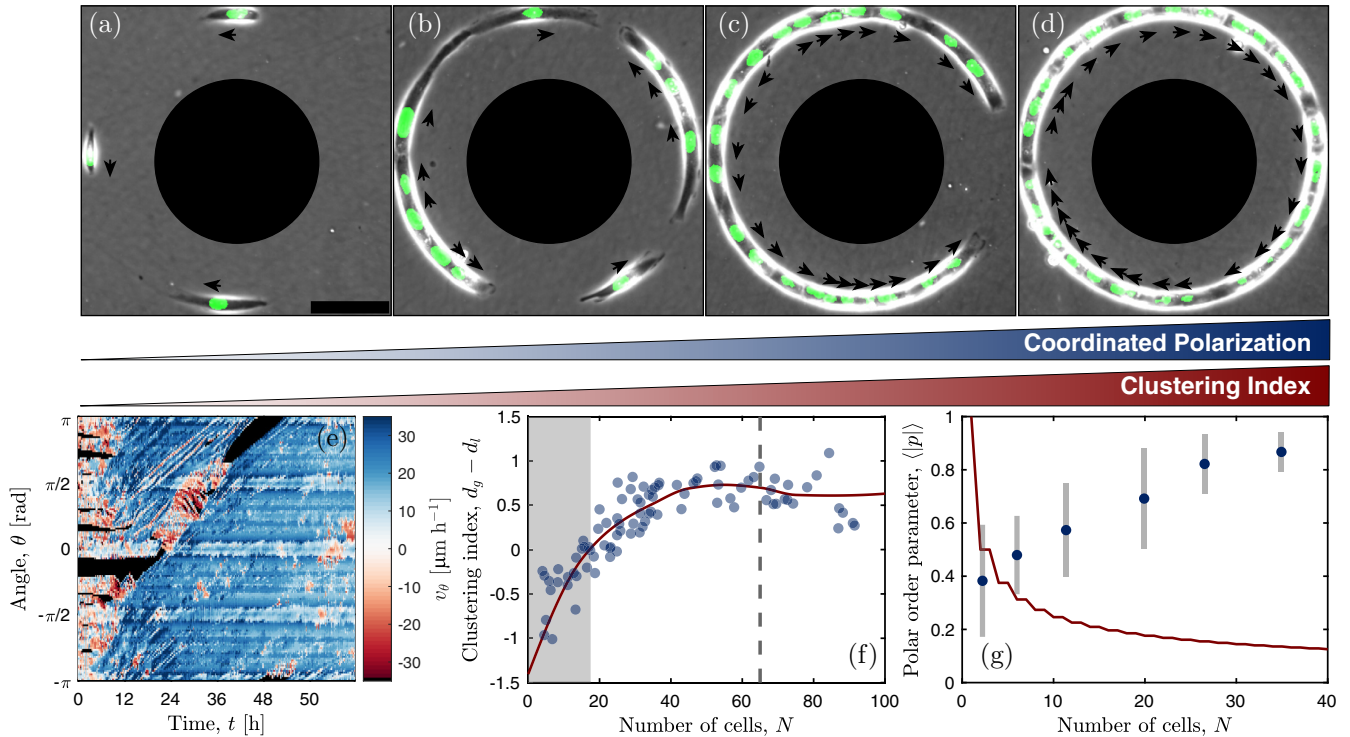 (a)
(b)
(c)
(d)
Coordinated Polarization
Clustering Index
(e)
Angle, θ [rad]
π
π/2
0
-π/2
-π
0 12 24 36 48 50
Time, t [h]
30
20
10
0
-10
-20
-30
v_θ [μm h⁻¹]
(f)
Clustering index, d_g − d_l
1.5
1
0.5
0
-0.5
-1
-1.5
0 20 40 60 80 100
Number of cells, N
(g)
Polar order parameter, ⟨|p|⟩
1
0.8
0.6
0.4
0.2
0
0 10 20 30 40
Number of cells, N